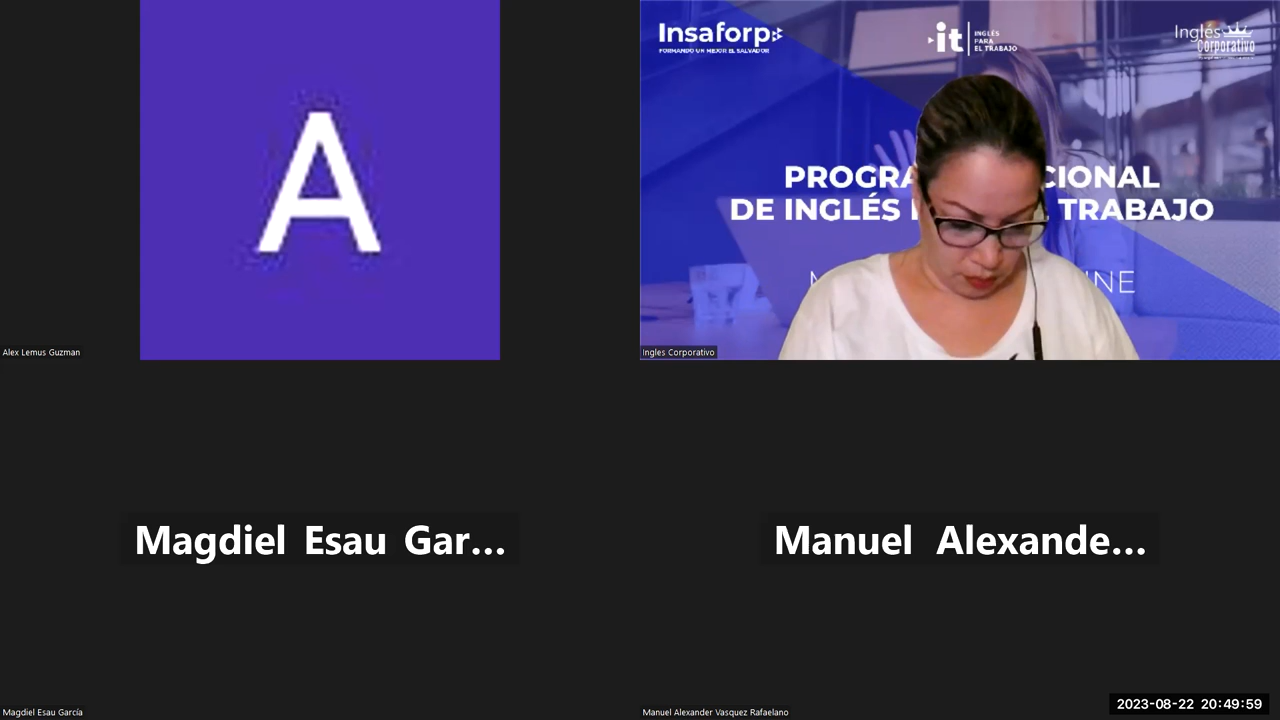 A
Alex Lemus Guzman
Insaforp
FORMANDO UN MEJOR EL SALVADOR
it
INGLÉS
PARA
EL TRABAJO
Inglés
Corporativo
PROGRA CIONAL
DE INGLÉS TRABAJO
NE
Ingles Corporativo
Magdiel Esau Gar...
Manuel Alexande...
Magdiel Esau García
Manuel Alexander Vasquez Rafaelano
2023-08-22 20:49:59